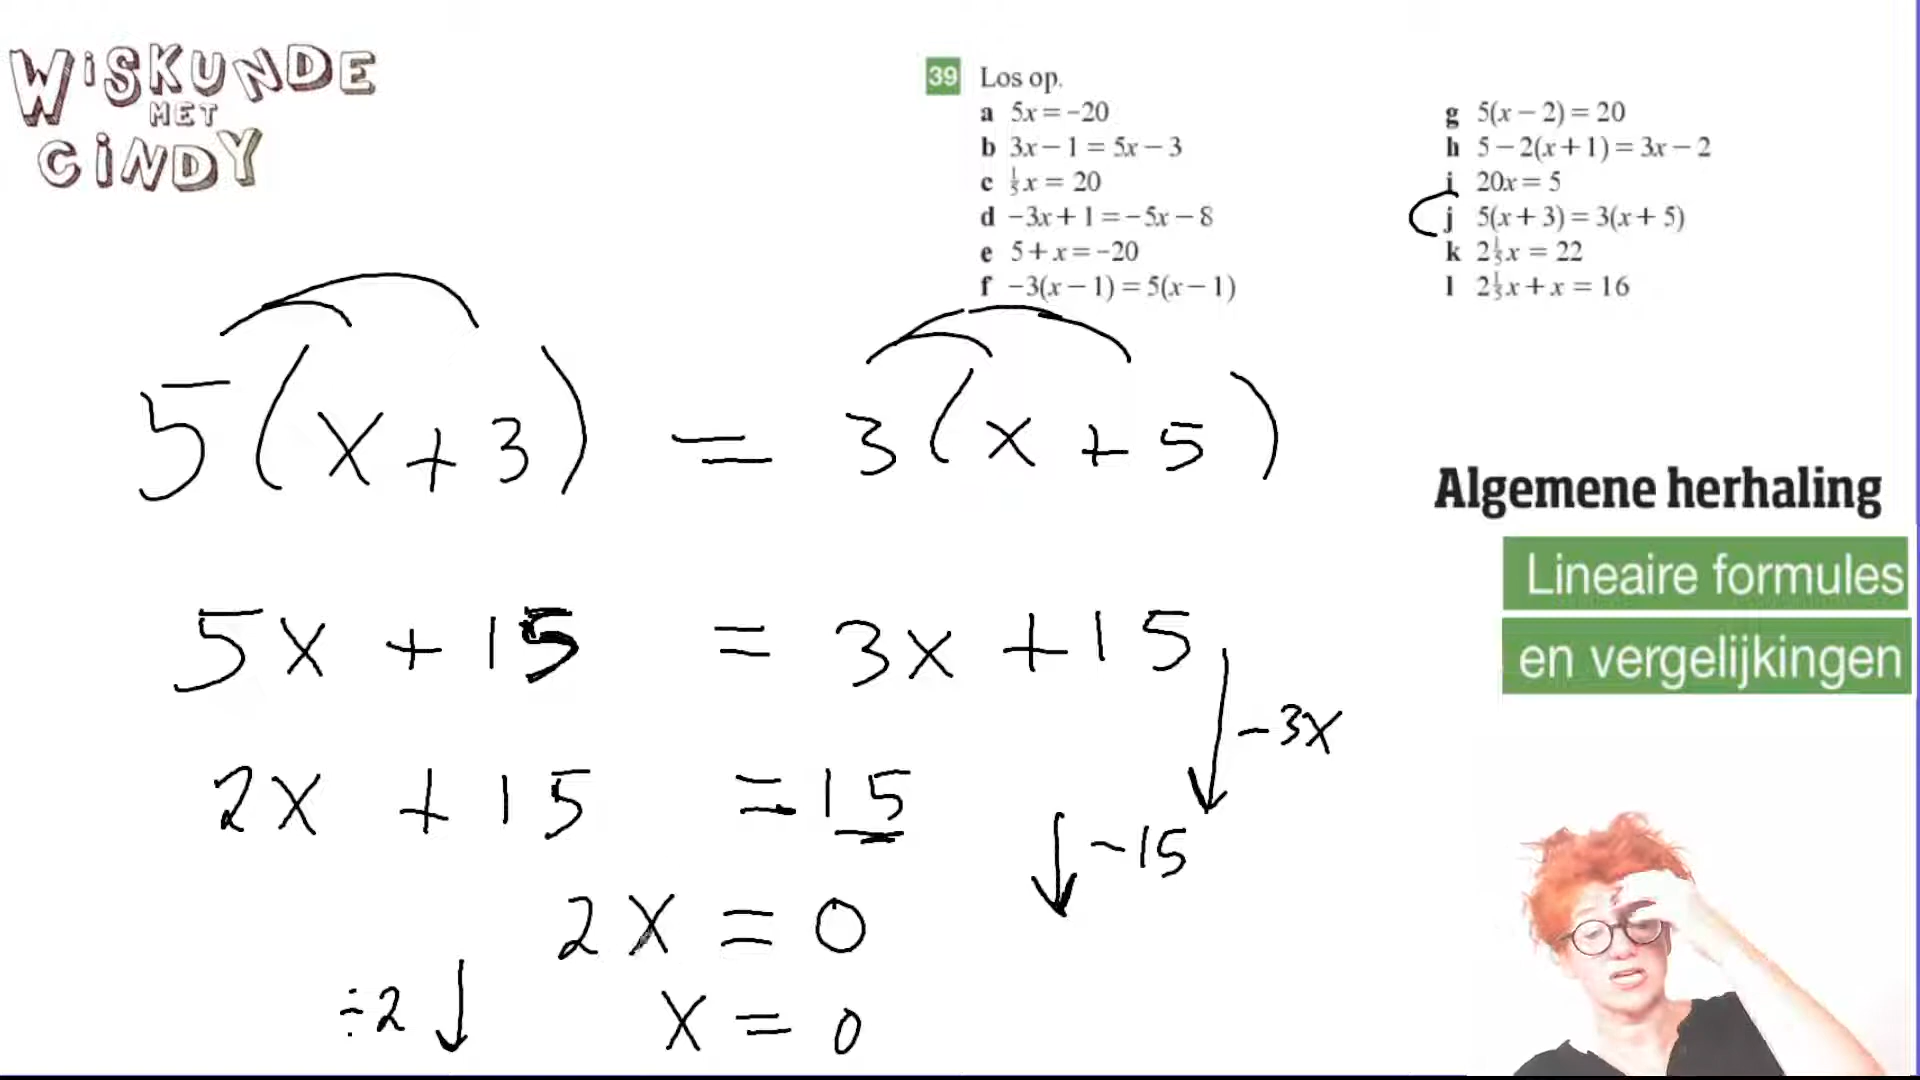 WISKUNDE
MET
CINDY
39 Los op.
a 5x = -20
b 3x - 1 = 5x - 3
c ⅕x = 20
d -3x + 1 = -5x - 8
e 5 + x = -20
f -3(x - 1) = 5(x - 1)
g 5(x - 2) = 20
h 5 - 2(x + 1) = 3x - 2
i 20x = 5
j 5(x + 3) = 3(x + 5)
k 2⅕x = 22
l 2⅕x + x = 16
5(x + 3) = 3(x + 5)
5x + 15 = 3x + 15
-3x
2x + 15 = 15
-15
2x = 0
÷2
x = 0
Algemene herhaling
Lineaire formules
en vergelijkingen